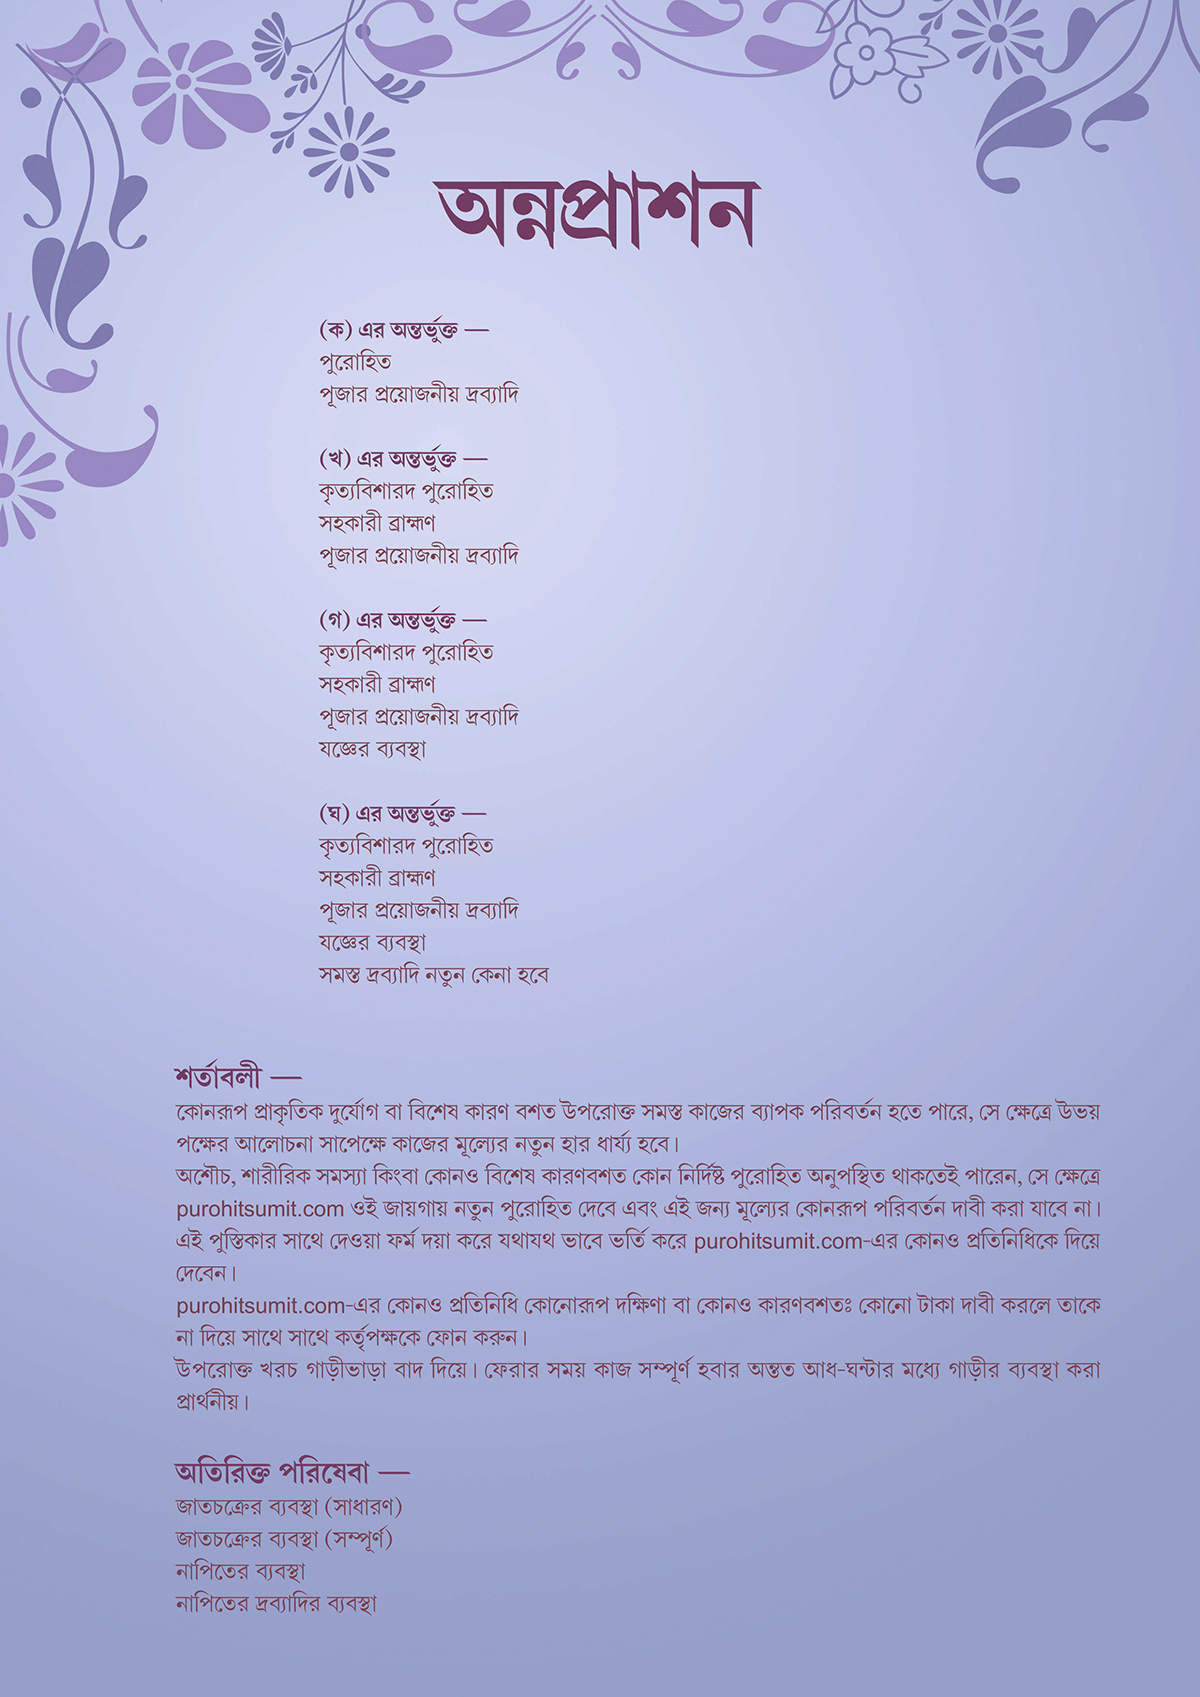 অন্নপ্রাশন
(ক) এর অন্তর্ভুক্ত —
পুরোহিত
পূজার প্রয়োজনীয় দ্রব্যাদি
(খ) এর অন্তর্ভুক্ত —
কৃত্যবিশারদ পুরোহিত
সহকারী ব্রাহ্মণ
পূজার প্রয়োজনীয় দ্রব্যাদি
(গ) এর অন্তর্ভুক্ত —
কৃত্যবিশারদ পুরোহিত
সহকারী ব্রাহ্মণ
পূজার প্রয়োজনীয় দ্রব্যাদি
যজ্ঞের ব্যবস্থা
(ঘ) এর অন্তর্ভুক্ত —
কৃত্যবিশারদ পুরোহিত
সহকারী ব্রাহ্মণ
পূজার প্রয়োজনীয় দ্রব্যাদি
যজ্ঞের ব্যবস্থা
সমস্ত দ্রব্যাদি নতুন কেনা হবে
শর্তাবলী —
কোনরূপ প্রাকৃতিক দুর্যোগ বা বিশেষ কারণ বশত উপরোক্ত সমস্ত কাজের ব্যাপক পরিবর্তন হতে পারে, সে ক্ষেত্রে উভয়
পক্ষের আলোচনা সাপেক্ষে কাজের মূল্যের নতুন হার ধার্য্য হবে।
অশৌচ, শারীরিক সমস্যা কিংবা কোনও বিশেষ কারণবশত কোন নির্দিষ্ট পুরোহিত অনুপস্থিত থাকতেই পারেন, সে ক্ষেত্রে
purohitsumit.com ওই জায়গায় নতুন পুরোহিত দেবে এবং এই জন্য মূল্যের কোনরূপ পরিবর্তন দাবী করা যাবে না।
এই পুস্তিকার সাথে দেওয়া ফর্ম দয়া করে যথাযথ ভাবে ভর্তি করে purohitsumit.com-এর কোনও প্রতিনিধিকে দিয়ে
দেবেন।
purohitsumit.com-এর কোনও প্রতিনিধি কোনোরূপ দক্ষিণা বা কোনও কারণবশতঃ কোনো টাকা দাবী করলে তাকে
না দিয়ে সাথে সাথে কর্তৃপক্ষকে ফোন করুন।
উপরোক্ত খরচ গাড়ীভাড়া বাদ দিয়ে। ফেরার সময় কাজ সম্পূর্ণ হবার অন্তত আধ-ঘন্টার মধ্যে গাড়ীর ব্যবস্থা করা
প্রার্থনীয়।
অতিরিক্ত পরিষেবা —
জাতচক্রের ব্যবস্থা (সাধারণ)
জাতচক্রের ব্যবস্থা (সম্পূর্ণ)
নাপিতের ব্যবস্থা
নাপিতের দ্রব্যাদির ব্যবস্থা